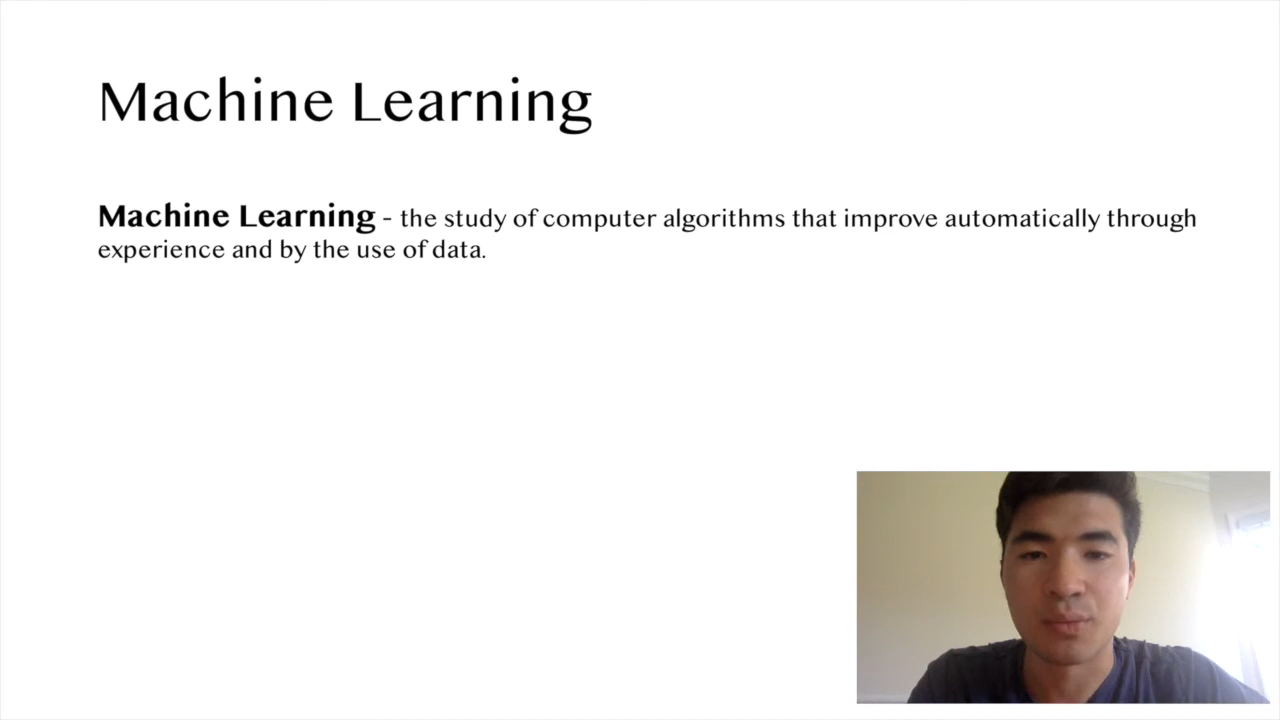 Machine Learning
Machine Learning - the study of computer algorithms that improve automatically through
experience and by the use of data.